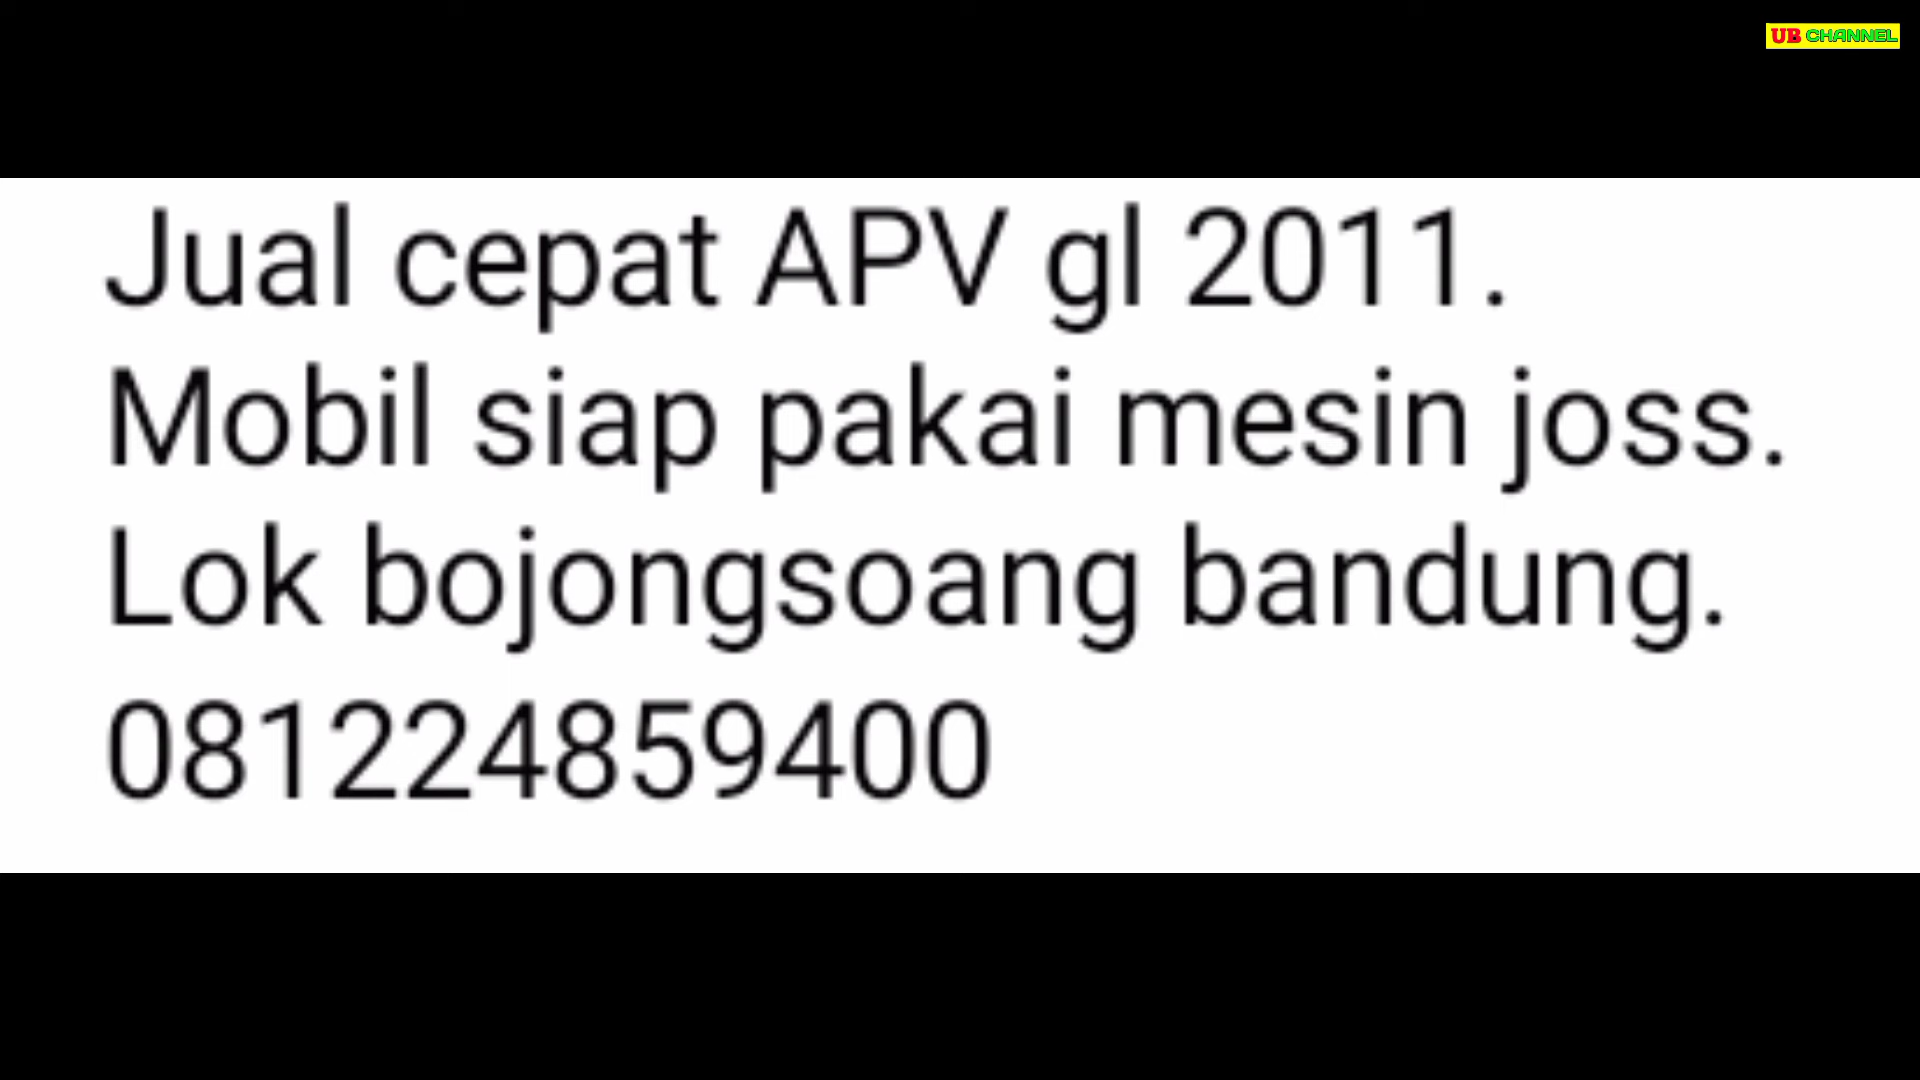 UB CHANNEL
Jual cepat APV gl 2011.
Mobil siap pakai mesin joss.
Lok bojongsoang bandung.
081224859400